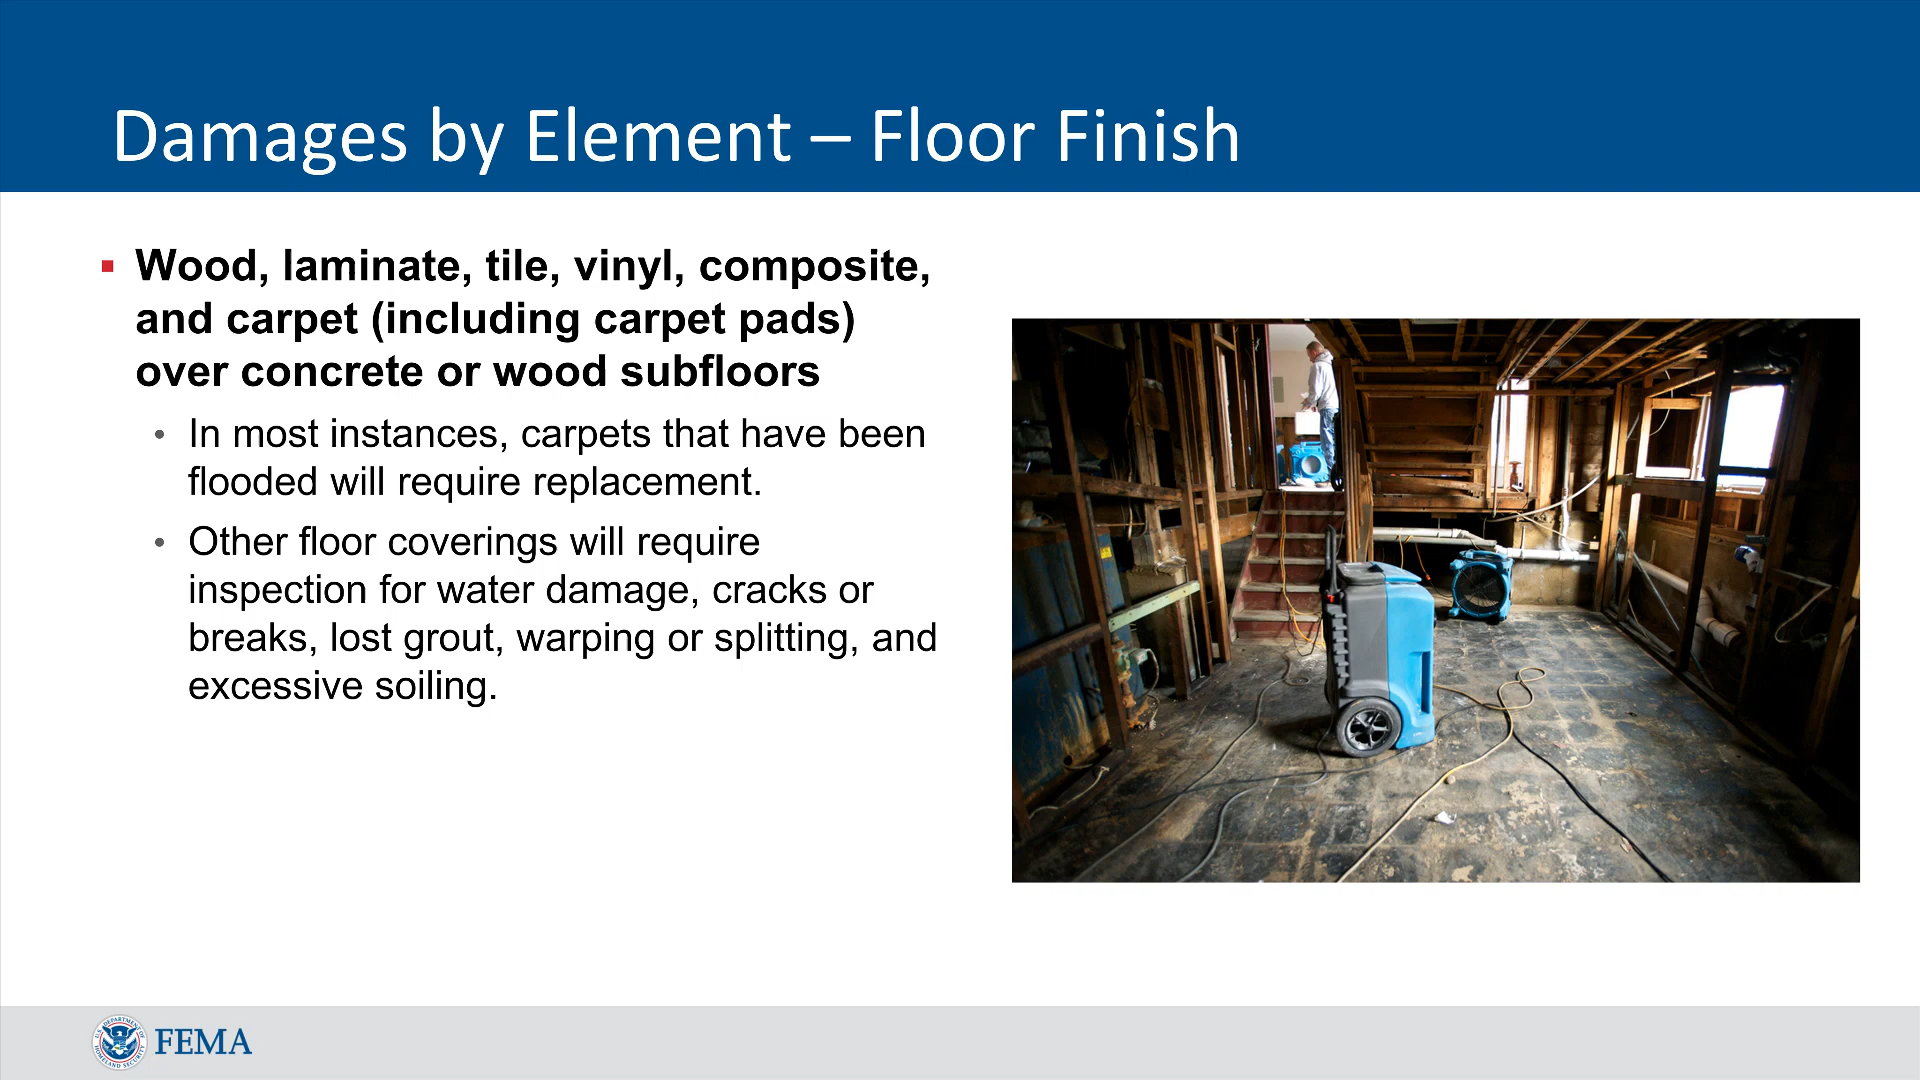 Damages by Element – Floor Finish
▪ Wood, laminate, tile, vinyl, composite,
and carpet (including carpet pads)
over concrete or wood subfloors
• In most instances, carpets that have been
flooded will require replacement.
• Other floor coverings will require
inspection for water damage, cracks or
breaks, lost grout, warping or splitting, and
excessive soiling.
FEMA